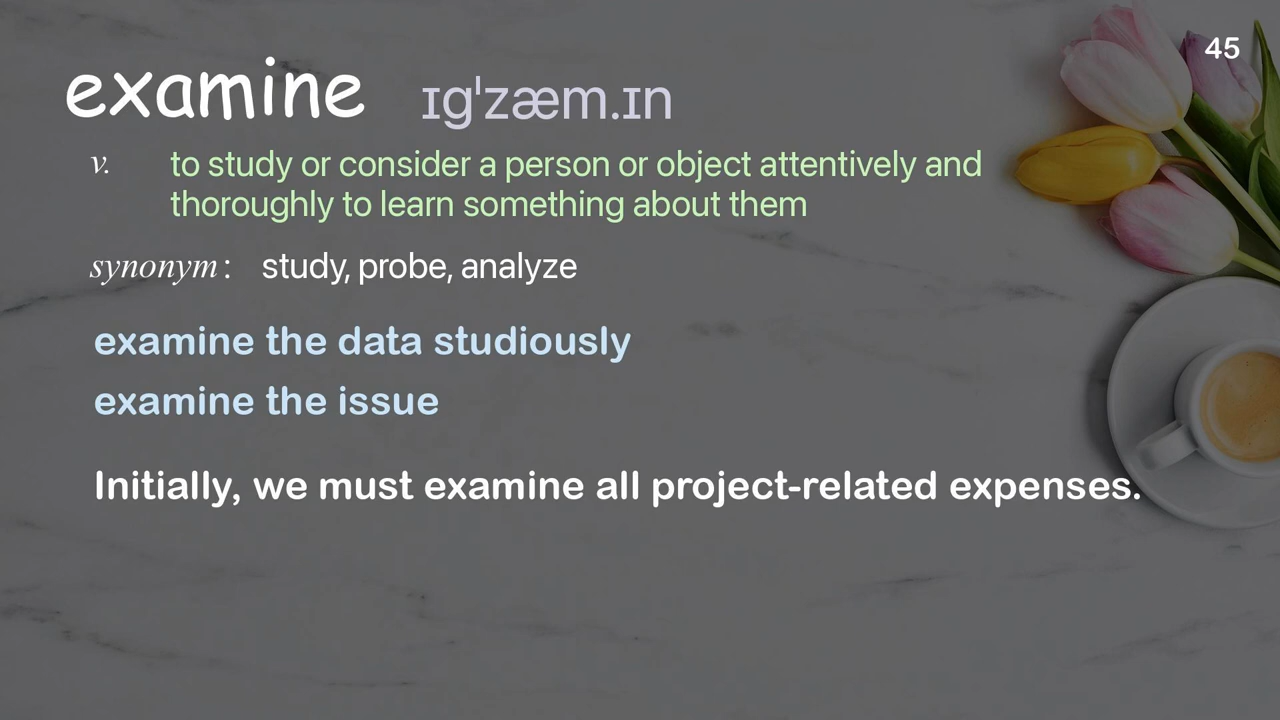 45
examine ɪgˈzæm.ɪn
v. to study or consider a person or object attentively and
thoroughly to learn something about them
synonym: study, probe, analyze
examine the data studiously
examine the issue
Initially, we must examine all project-related expenses.